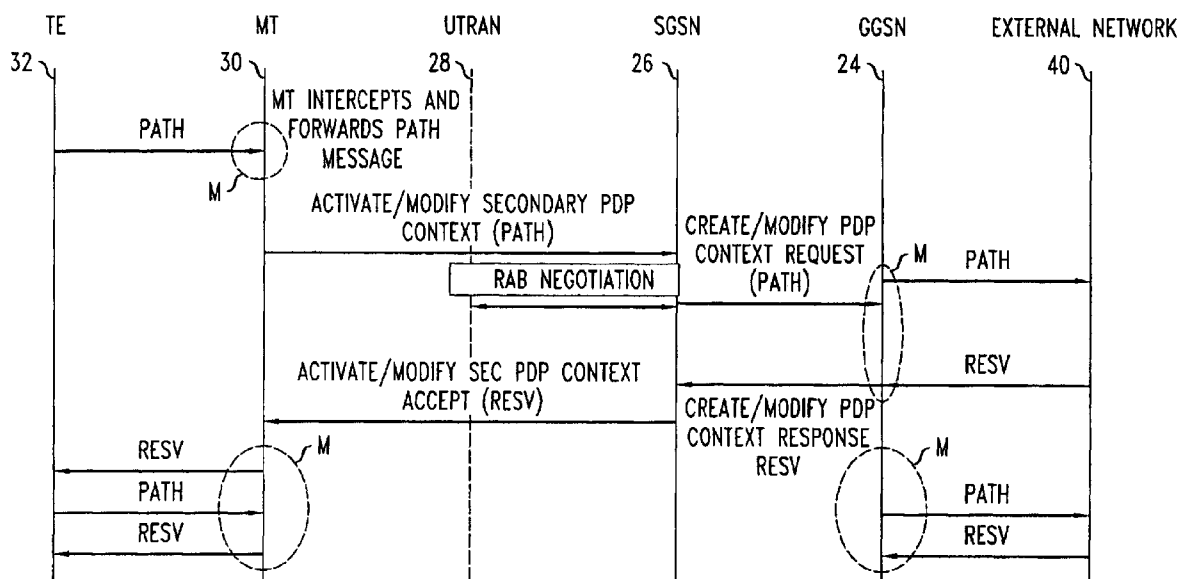 TE
MT
UTRAN
SGSN
GGSN
EXTERNAL NETWORK
32
30
28
26
24
40
PATH
MT INTERCEPTS AND
FORWARDS PATH
MESSAGE
M
ACTIVATE/MODIFY SECONDARY PDP
CONTEXT (PATH)
CREATE/MODIFY PDP
CONTEXT REQUEST
(PATH)
M
PATH
RAB NEGOTIATION
ACTIVATE/MODIFY SEC PDP CONTEXT
ACCEPT (RESV)
RESV
CREATE/MODIFY PDP
CONTEXT RESPONSE
RESV
RESV
M
M
PATH
PATH
RESV
RESV